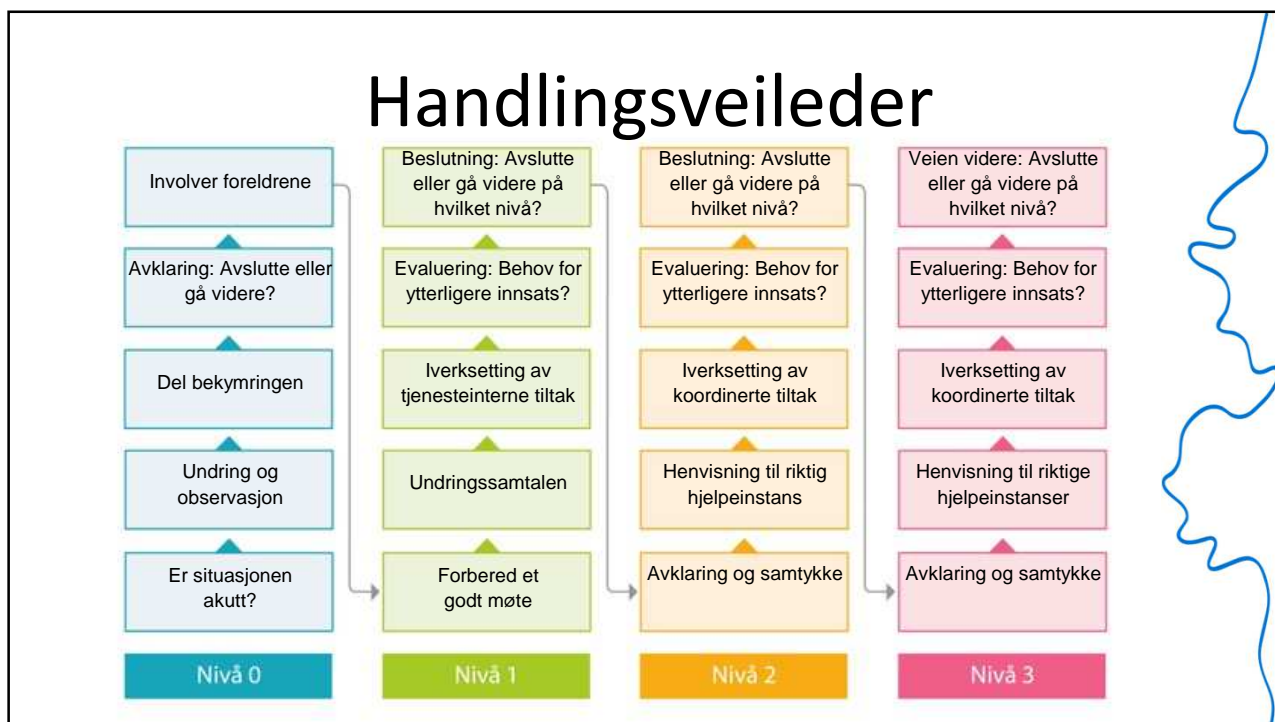 Handlingsveileder
Involver foreldrene
Avklaring: Avslutte eller
gå videre?
Del bekymringen
Undring og
observasjon
Er situasjonen
akutt?
Nivå 0
Beslutning: Avslutte
eller gå videre på
hvilket nivå?
Evaluering: Behov for
ytterligere innsats?
Iverksetting av
tjenesteinterne tiltak
Undringssamtalen
Forbered et
godt møte
Nivå 1
Beslutning: Avslutte
eller gå videre på
hvilket nivå?
Evaluering: Behov for
ytterligere innsats?
Iverksetting av
koordinerte tiltak
Henvisning til riktig
hjelpeinstans
Avklaring og samtykke
Nivå 2
Veien videre: Avslutte
eller gå videre på
hvilket nivå?
Evaluering: Behov for
ytterligere innsats?
Iverksetting av
koordinerte tiltak
Henvisning til riktige
hjelpeinstanser
Avklaring og samtykke
Nivå 3